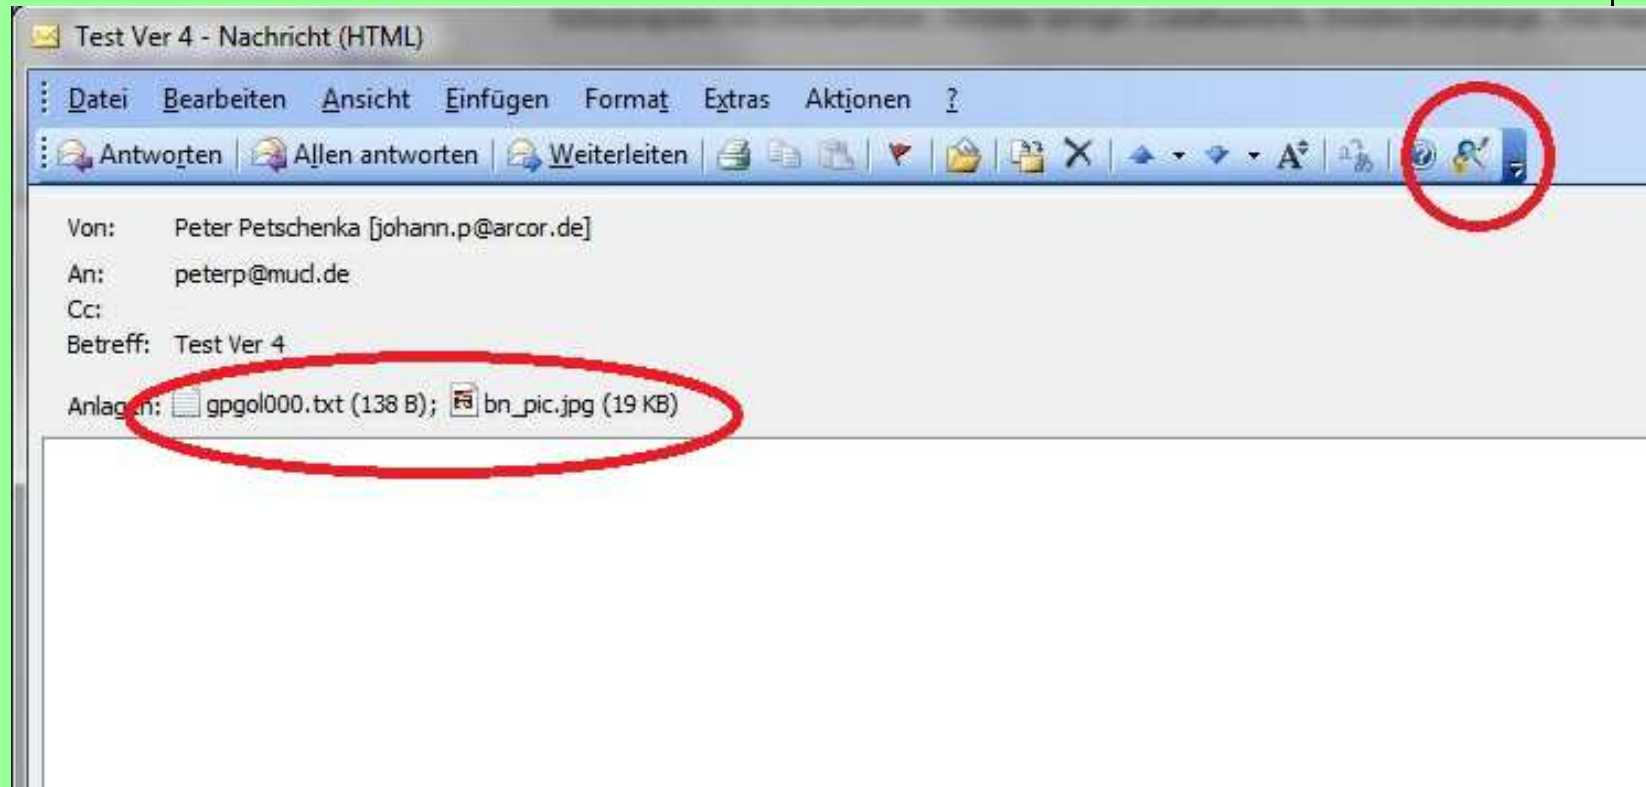 Test Ver 4 - Nachricht (HTML)
Datei Bearbeiten Ansicht Einfügen Format Extras Aktionen ?
Antworten Allen antworten Weiterleiten
Von: Peter Petschenka [johann.p@arcor.de]
An: peterp@mucl.de
Cc:
Betreff: Test Ver 4
Anlagen: gpgol000.txt (138 B); bn_pic.jpg (19 KB)